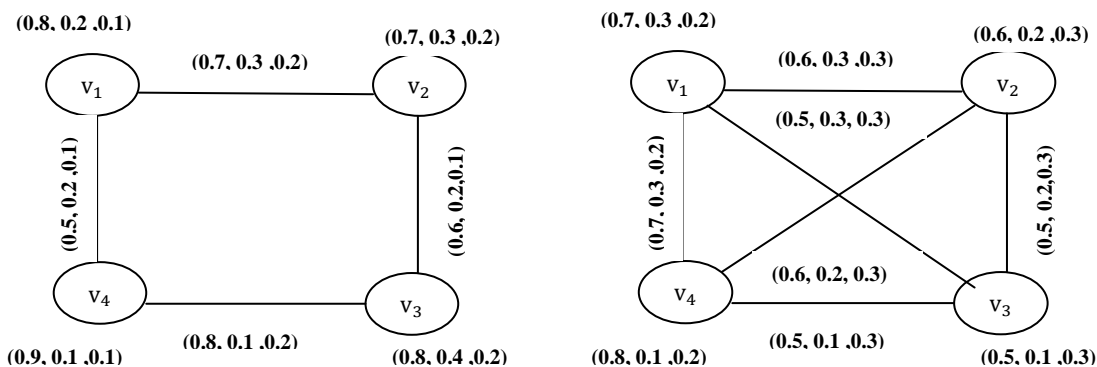 (0.8, 0.2 ,0.1)
(0.7, 0.3 ,0.2)
(0.7, 0.3 ,0.2)
v1
v2
(0.5, 0.2 ,0.1)
(0.6, 0.2,0.1)
v4
v3
(0.8, 0.1 ,0.2)
(0.9, 0.1 ,0.1)
(0.8, 0.4 ,0.2)
(0.7, 0.3 ,0.2)
(0.6, 0.2 ,0.3)
(0.6, 0.3 ,0.3)
v1
v2
(0.5, 0.3, 0.3)
(0.7, 0.3 ,0.2)
(0.5, 0.2,0.3)
(0.6, 0.2, 0.3)
v4
v3
(0.5, 0.1 ,0.3)
(0.8, 0.1 ,0.2)
(0.5, 0.1 ,0.3)